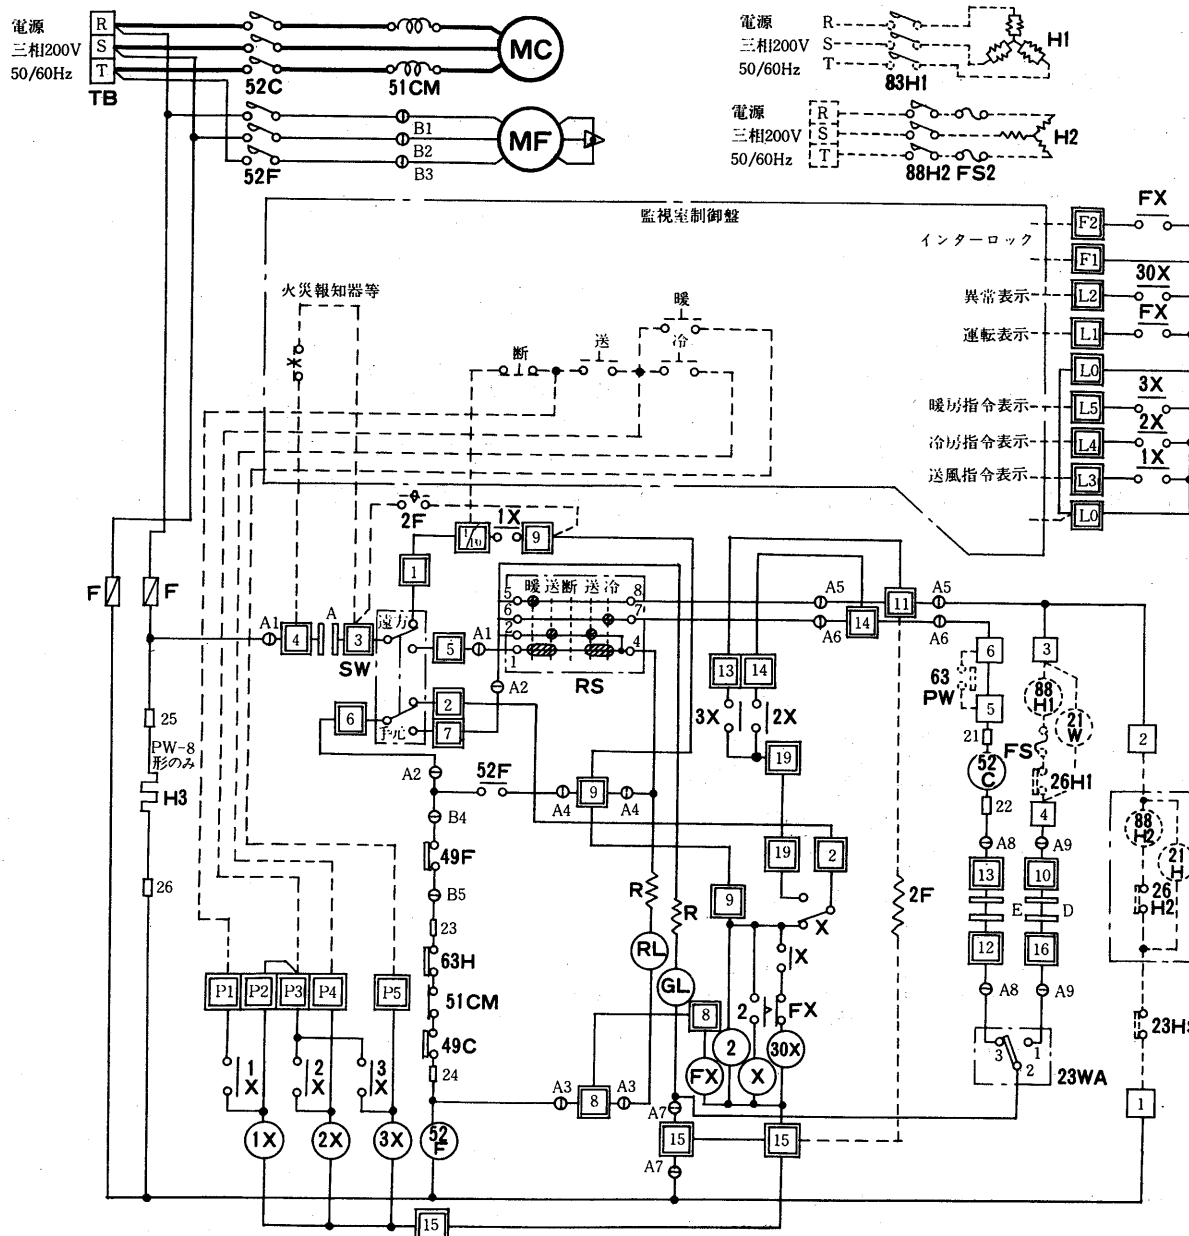 電源 R
三相200V S
50/60Hz T
TB
52C
51CM
MC
B1
B2
B3
52F
MF
電源 R
三相200V S
50/60Hz T
83H1
H1
電源 R
三相200V S
50/60Hz T
88H2 FS2
H2
監視室制御盤
インターロック
F2 FX
F1
異常表示 L2 30X
運転表示 L1 FX
L0
暖房指令表示 L5 3X
冷房指令表示 L4 2X
送風指令表示 L3 1X
L0
火災報知器等
断
送
暖
冷
2F
1X
9
1
F F
A1 4 A 3
SW
遠方
手元
5 A1
2
7
6
A2
暖 送 断 送 冷
5 8
6 7
2
1 4
RS
A2
A5 11 A5
A6 14 A6
13 14
3X 2X
19
19 2
X
63
PW
6
5
21
52
C
22
A8
13
E
12
A8
3
88
H1
21
W
FS
26H1
4
A9
10
D
16
A9
2
88
H2
21
H
26
H2
23HS
1
3 1
2
23WA
25
PW-8
形のみ
H3
26
52F
A4 9 A4
B4
49F
B5
23
63H
51CM
49C
24
52
F
R R
RL
GL
9
X
2 FX
8
FX 2 X 30X
2F
A3 8 A3
A7
15 15
A7
P1 P2 P3 P4 P5
1X 2X 3X
1X 2X 3X
15